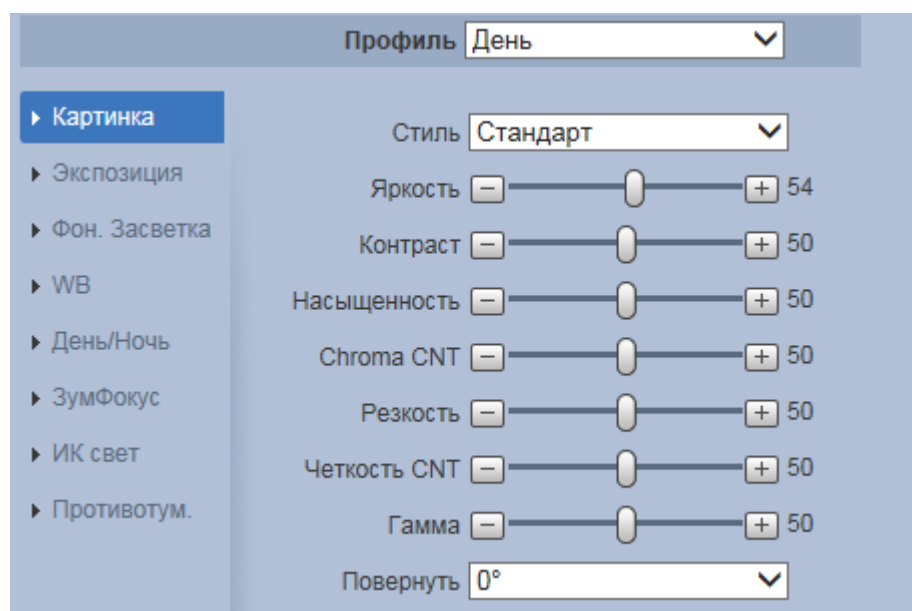 Профиль День
Картинка
Стиль Стандарт
Экспозиция
Яркость 54
Фон. Засветка
Контраст 50
WB
Насыщенность 50
День/Ночь
Chroma CNT 50
ЗумФокус
Резкость 50
ИК свет
Четкость CNT 50
Противотум.
Гамма 50
Повернуть 0°